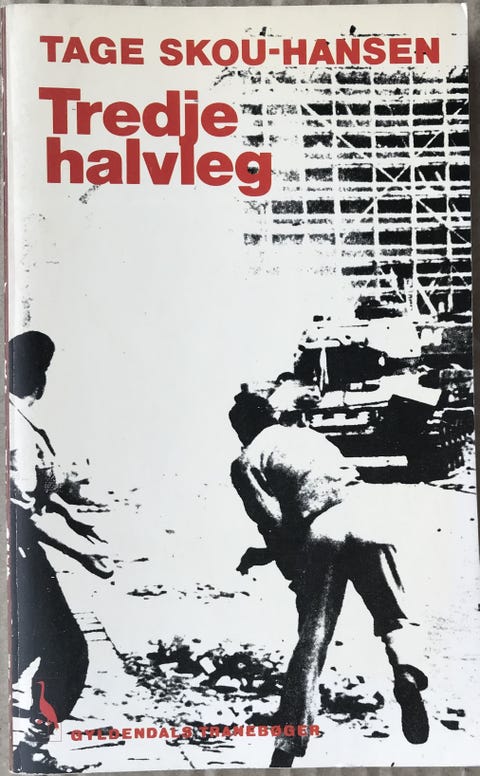 TAGE SKOU-HANSEN
Tredje
halvleg
GYLDENDALS TRANEBØGER